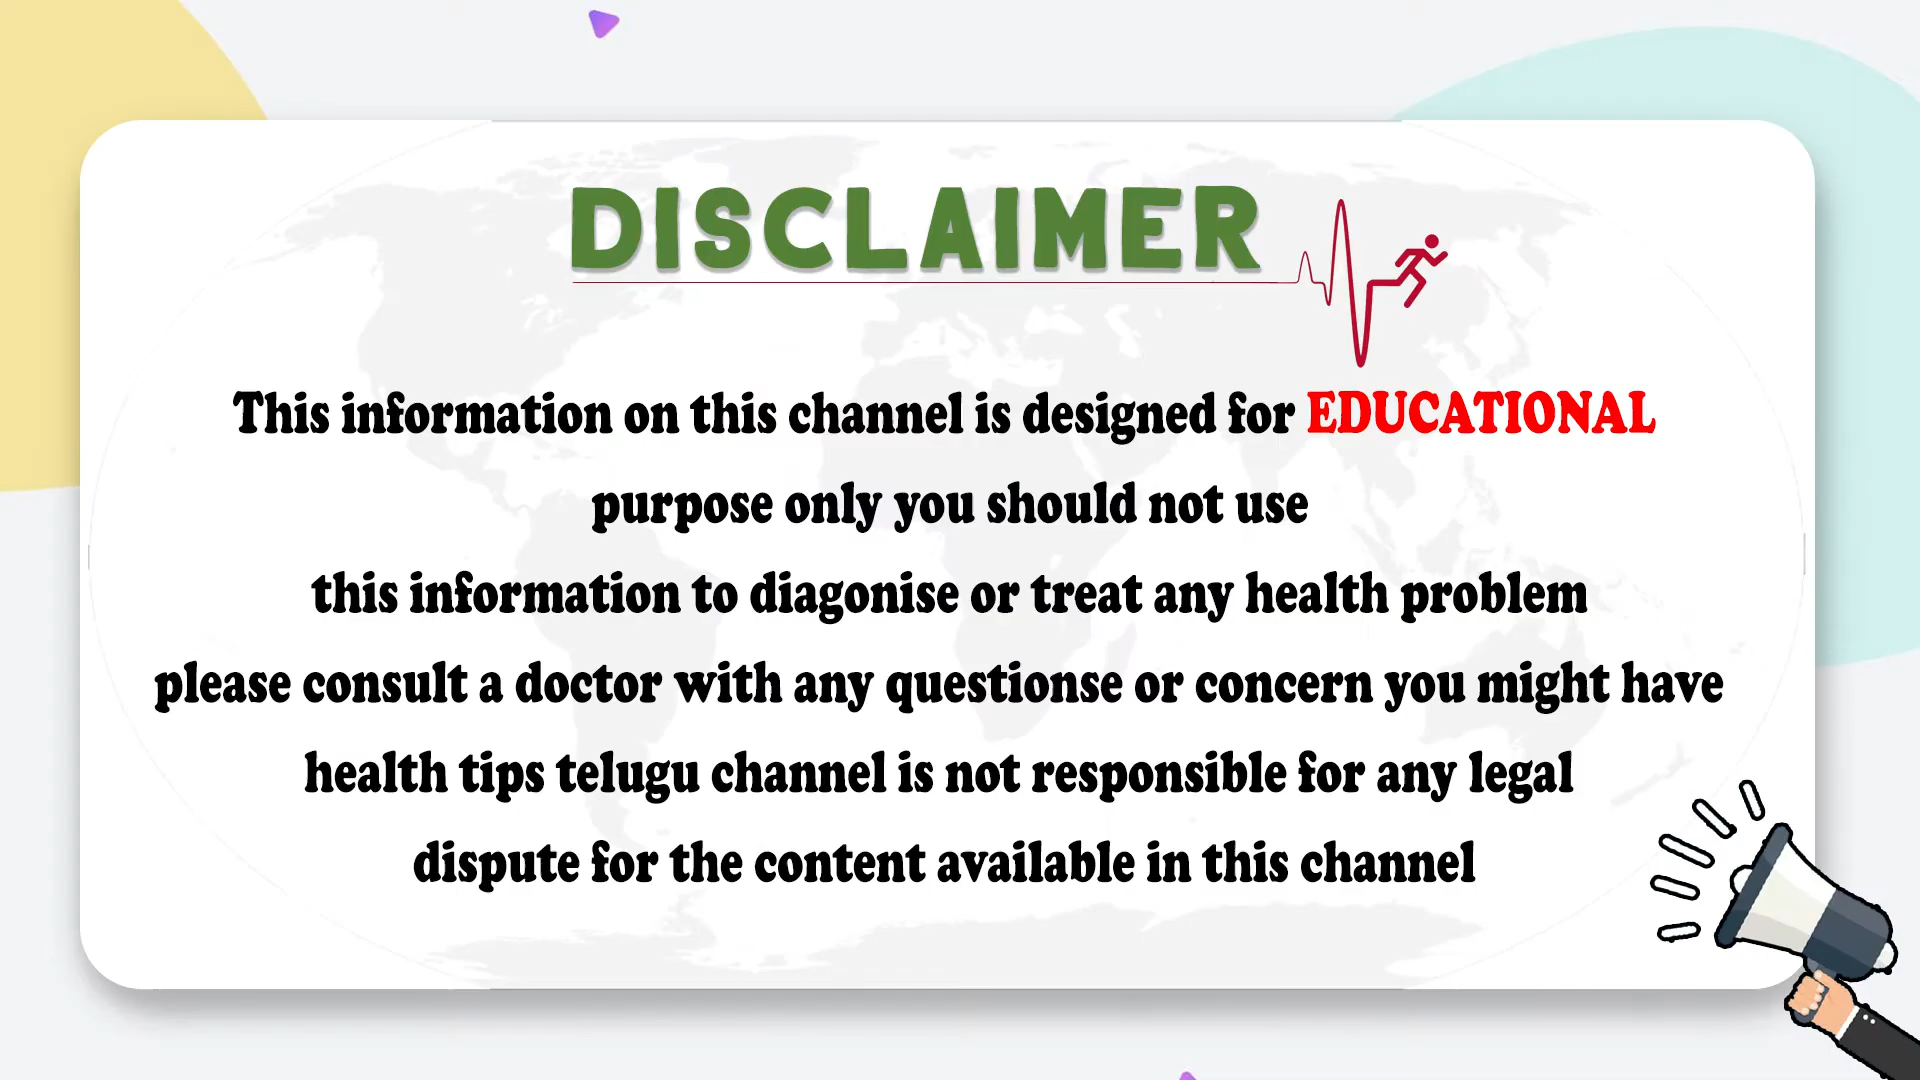 DISCLAIMER
This information on this channel is designed for EDUCATIONAL
purpose only you should not use
this information to diagonise or treat any health problem
please consult a doctor with any questionse or concern you might have
health tips telugu channel is not responsible for any legal
dispute for the content available in this channel